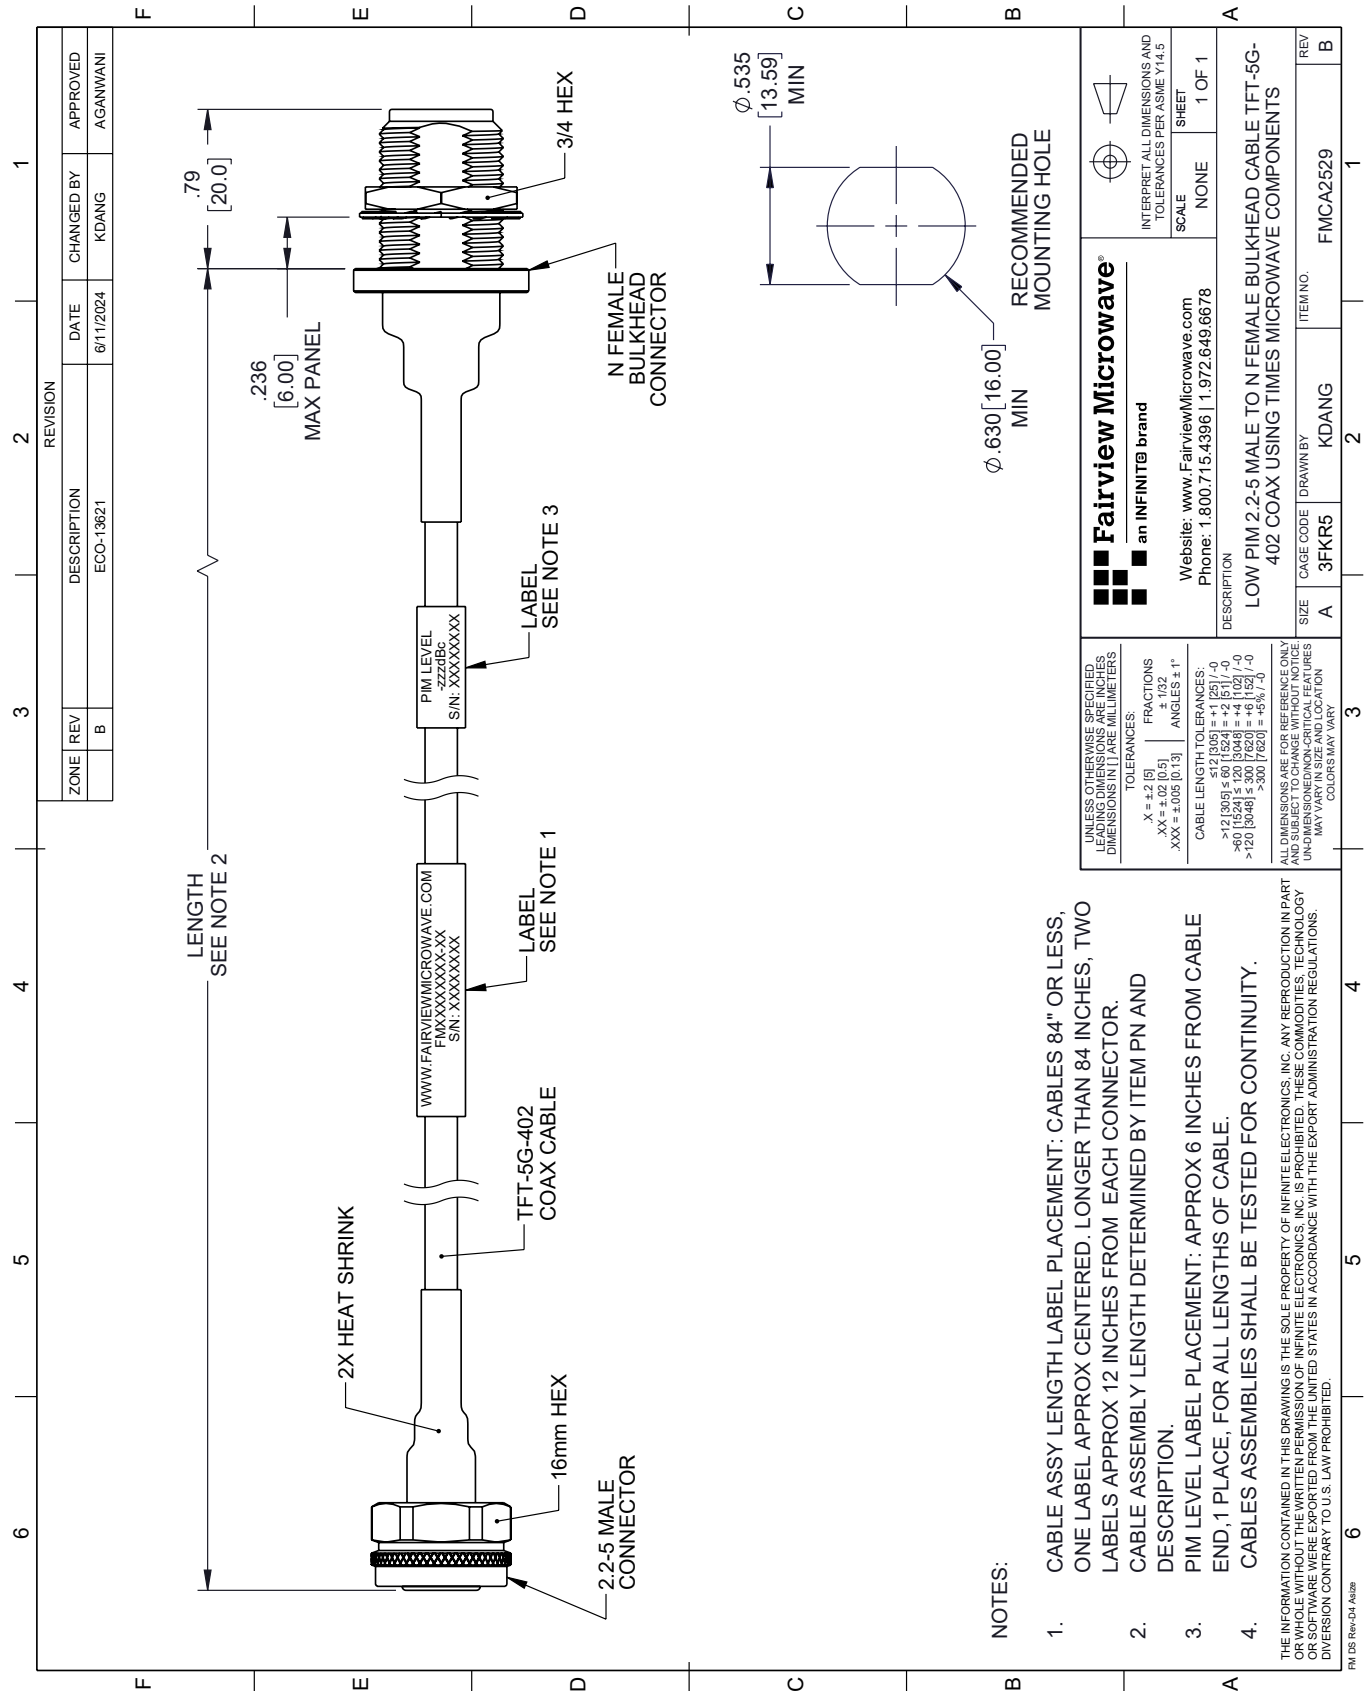 6
5
4
3
2
1
F
E
D
C
B
A
REVISION
ZONE
REV
DESCRIPTION
DATE
CHANGED BY
APPROVED
B
ECO-13621
6/11/2024
KDANG
AGANWANI
LENGTH
SEE NOTE 2
.79
[20.0]
.236
[6.00]
MAX PANEL
2X HEAT SHRINK
16mm HEX
2.2-5 MALE
CONNECTOR
TFT-5G-402
COAX CABLE
WWW.FAIRVIEWMICROWAVE.COM
FMXXXXXXXX-XX
S/N: XXXXXXXX
LABEL
SEE NOTE 1
PIM LEVEL
-zzzdBc
S/N: XXXXXXXX
LABEL
SEE NOTE 3
N FEMALE
BULKHEAD
CONNECTOR
3/4 HEX
Ø.535
[13.59]
MIN
Ø.630 [16.00]
MIN
RECOMMENDED
MOUNTING HOLE
NOTES:
1. CABLE ASSY LENGTH LABEL PLACEMENT: CABLES 84" OR LESS,
ONE LABEL APPROX CENTERED. LONGER THAN 84 INCHES, TWO
LABELS APPROX 12 INCHES FROM EACH CONNECTOR.
2. CABLE ASSEMBLY LENGTH DETERMINED BY ITEM PN AND
DESCRIPTION.
3. PIM LEVEL LABEL PLACEMENT: APPROX 6 INCHES FROM CABLE
END,1 PLACE, FOR ALL LENGTHS OF CABLE.
4. CABLES ASSEMBLIES SHALL BE TESTED FOR CONTINUITY.
THE INFORMATION CONTAINED IN THIS DRAWING IS THE SOLE PROPERTY OF INFINITE ELECTRONICS, INC. ANY REPRODUCTION IN PART
OR WHOLE WITHOUT THE WRITTEN PERMISSION OF INFINITE ELECTRONICS, INC. IS PROHIBITED. THESE COMMODITIES, TECHNOLOGY
OR SOFTWARE WERE EXPORTED FROM THE UNITED STATES IN ACCORDANCE WITH THE EXPORT ADMINISTRATION REGULATIONS.
DIVERSION CONTRARY TO U.S. LAW PROHIBITED.
UNLESS OTHERWISE SPECIFIED
LEADING DIMENSIONS ARE INCHES
DIMENSIONS IN [ ] ARE MILLIMETERS
TOLERANCES:
.X = ±.2 [5]
.XX = ±.02 [0.5]
.XXX = ±.005 [0.13]
FRACTIONS
± 1/32
ANGLES ± 1°
CABLE LENGTH TOLERANCES:
≤12 [305] = +1 [25] / -0
>12 [305] ≤ 60 [1524] = +2 [51] / -0
>60 [1524] ≤ 120 [3048] = +4 [102] / -0
>120 [3048] ≤ 300 [7620] = +6 [152] / -0
>300 [7620] = +5% / -0
ALL DIMENSIONS ARE FOR REFERENCE ONLY
AND SUBJECT TO CHANGE WITHOUT NOTICE.
UN-DIMENSIONED/NON-CRITICAL FEATURES
MAY VARY IN SIZE AND LOCATION
COLORS MAY VARY
Fairview Microwave®
an INFINIT@ brand
Website: www.FairviewMicrowave.com
Phone: 1.800.715.4396 | 1.972.649.6678
INTERPRET ALL DIMENSIONS AND
TOLERANCES PER ASME Y14.5
SCALE
NONE
SHEET
1 OF 1
DESCRIPTION
LOW PIM 2.2-5 MALE TO N FEMALE BULKHEAD CABLE TFT-5G-
402 COAX USING TIMES MICROWAVE COMPONENTS
SIZE
A
CAGE CODE
3FKR5
DRAWN BY
KDANG
ITEM NO.
FMCA2529
REV
B
F
E
D
C
B
A
6
5
4
3
2
1
FM DS Rev-D4 Asize